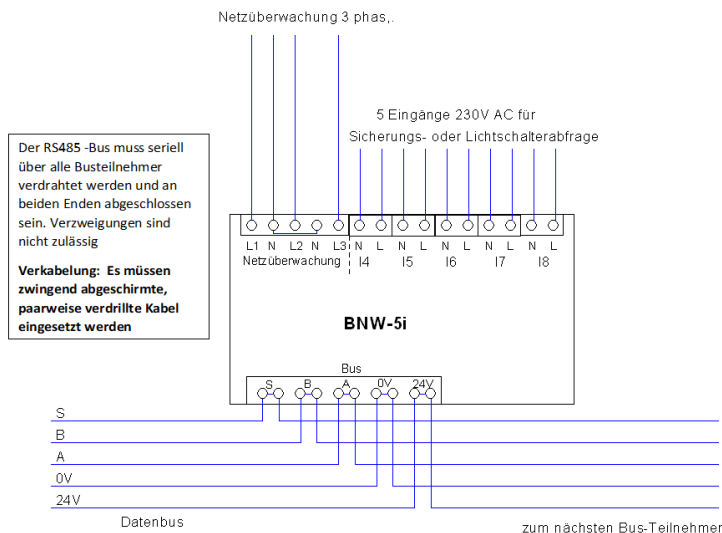 Netzüberwachung 3 phas,.
5 Eingänge 230V AC für
Sicherungs- oder Lichtschalterabfrage
Der RS485 -Bus muss seriell
über alle Busteilnehmer
verdrahtet werden und an
beiden Enden abgeschlossen
sein. Verzweigungen sind
nicht zulässig
Verkabelung: Es müssen
zwingend abgeschirmte,
paarweise verdrillte Kabel
eingesetzt werden
L1 N L2 N L3 N L N L N L N L N L
Netzüberwachung I4 I5 I6 I7 I8
BNW-5i
Bus
S B A 0V 24V
S
B
A
0V
24V
Datenbus
zum nächsten Bus-Teilnehmer